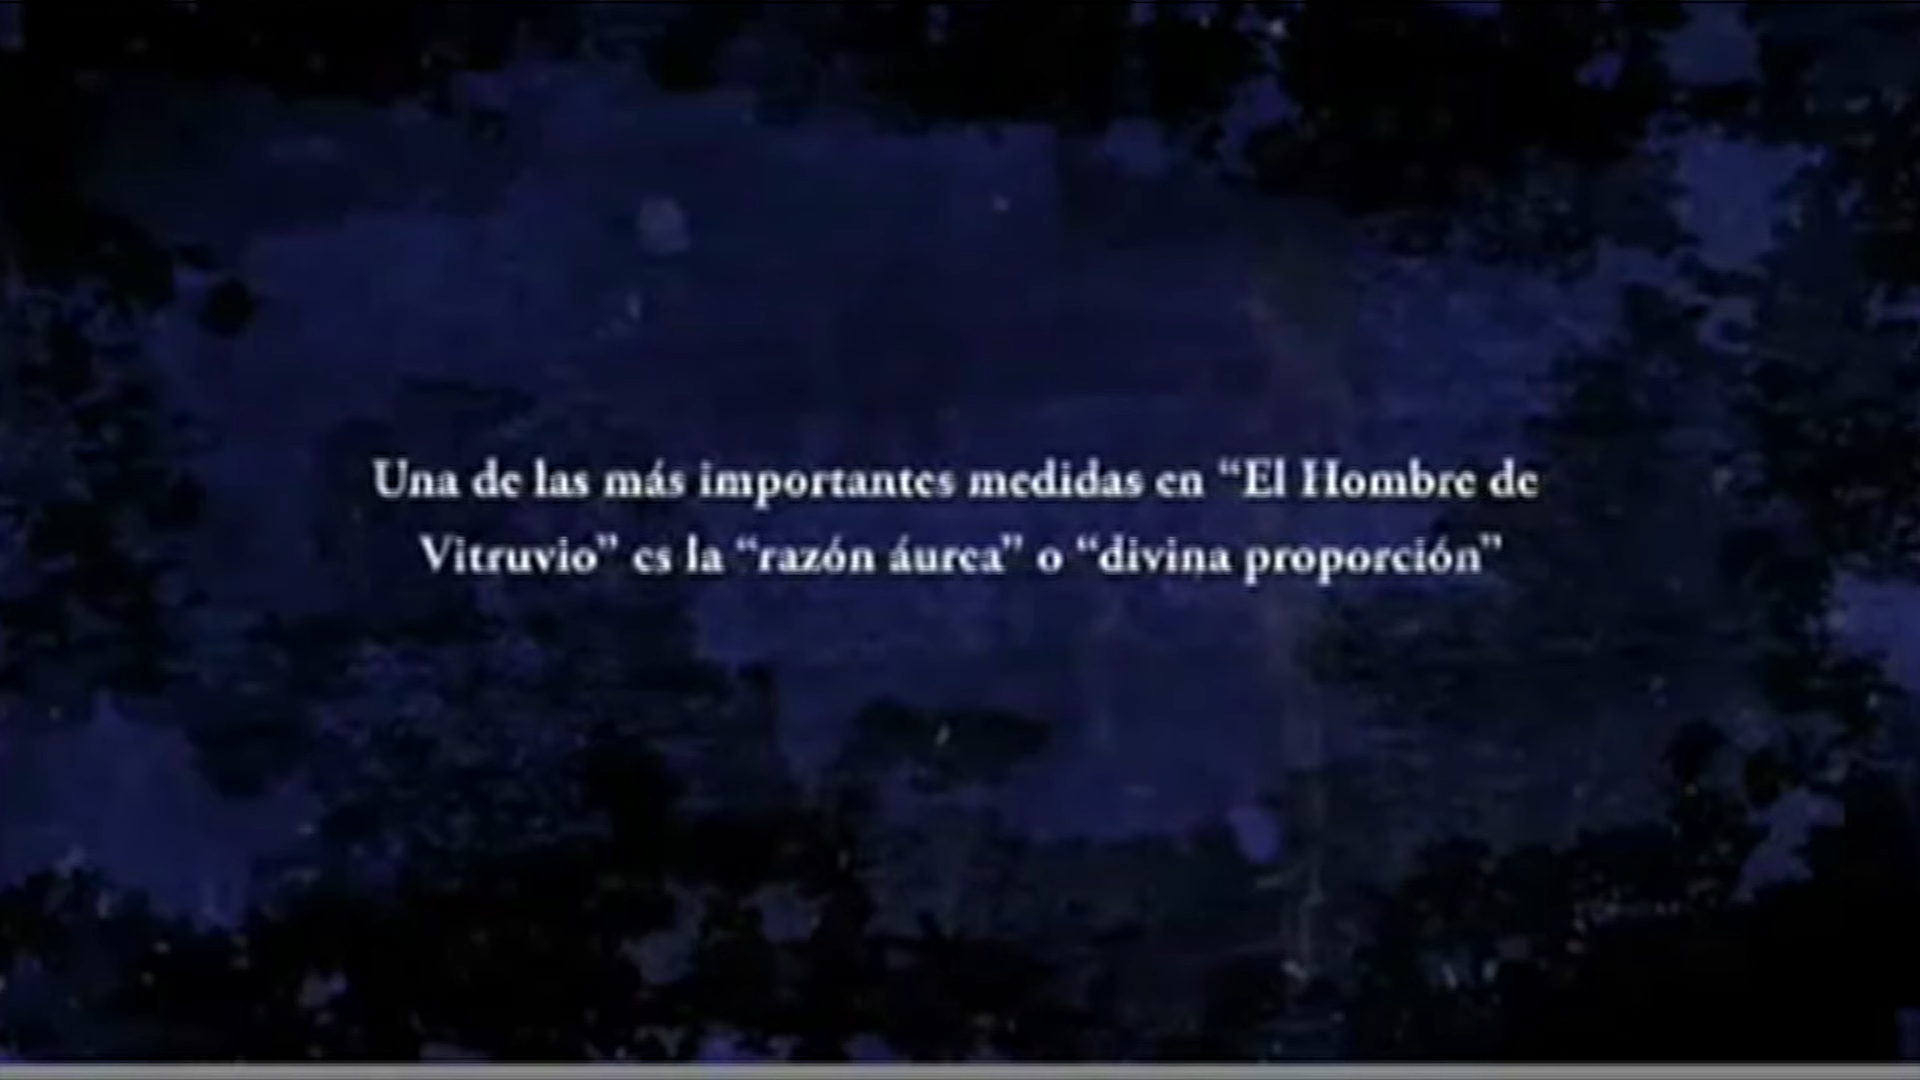 Una de las más importantes medidas en “El Hombre de
Vitruvio” es la “razón áurea” o “divina proporción”